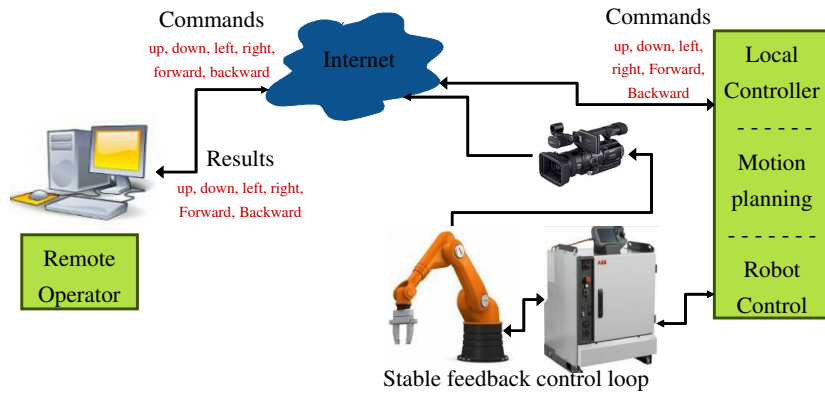 Commands
up, down, left, right,
forward, backward
Internet
Commands
up, down, left,
right, Forward,
Backward
Local
Controller
- - - - - -
Motion
planning
- - - - - - -
Robot
Control
Results
up, down, left, right,
Forward, Backward
Remote
Operator
ABB
Stable feedback control loop